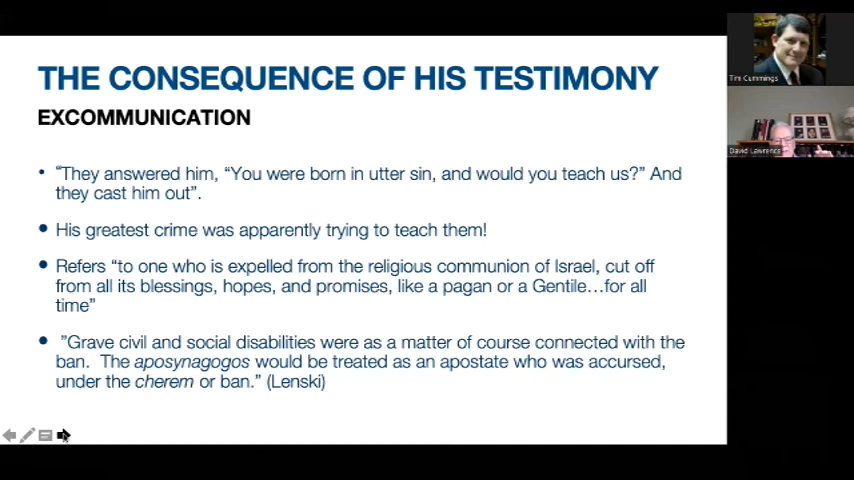 THE CONSEQUENCE OF HIS TESTIMONY
EXCOMMUNICATION
• “They answered him, “You were born in utter sin, and would you teach us?” And
they cast him out”.
• His greatest crime was apparently trying to teach them!
• Refers “to one who is expelled from the religious communion of Israel, cut off
from all its blessings, hopes, and promises, like a pagan or a Gentile…for all
time”
• ”Grave civil and social disabilities were as a matter of course connected with the
ban. The aposynagogos would be treated as an apostate who was accursed,
under the cherem or ban.” (Lenski)
Tim Cummings
David Lawrence